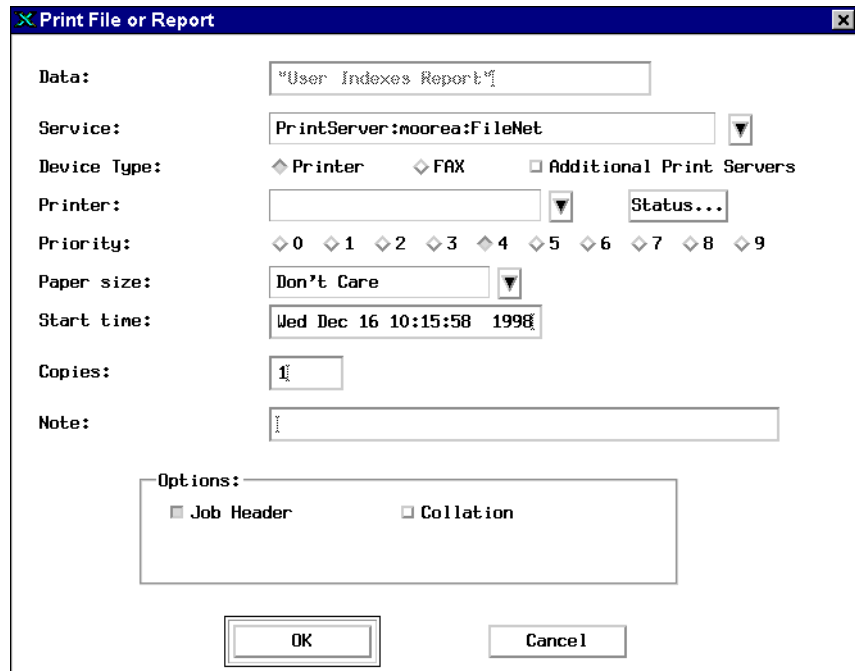 Print File or Report
Data: "User Indexes Report"
Service: PrintServer:moorea:FileNet
Device Type: Printer FAX Additional Print Servers
Printer: Status...
Priority: 0 1 2 3 4 5 6 7 8 9
Paper size: Don't Care
Start time: Wed Dec 16 10:15:58 1998
Copies: 1
Note:
Options:
Job Header Collation
OK Cancel